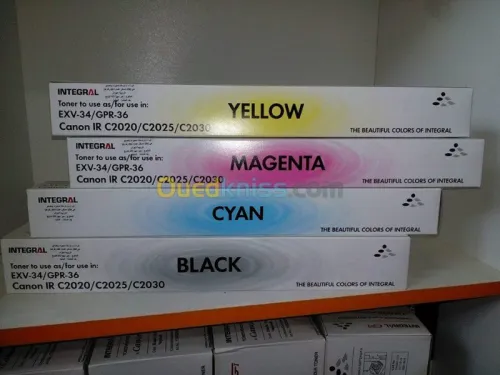 INTEGRAL
Toner to use as/for use in:
EXV-34/GPR-36
Canon IR C2020/C2025/C2030
YELLOW
THE BEAUTIFUL COLORS OF INTEGRAL
INTEGRAL
Toner to use as/for use in:
EXV-34/GPR-36
Canon IR C2020/C2025/C2030
MAGENTA
THE BEAUTIFUL COLORS OF INTEGRAL
Ouedkniss.com
INTEGRAL
CYAN
THE BEAUTIFUL COLORS OF INTEGRAL
INTEGRAL
Toner to use as/for use in:
EXV-34/GPR-36
Canon IR C2020/C2025/C2030
BLACK
THE BEAUTIFUL COLORS OF INTEGRAL